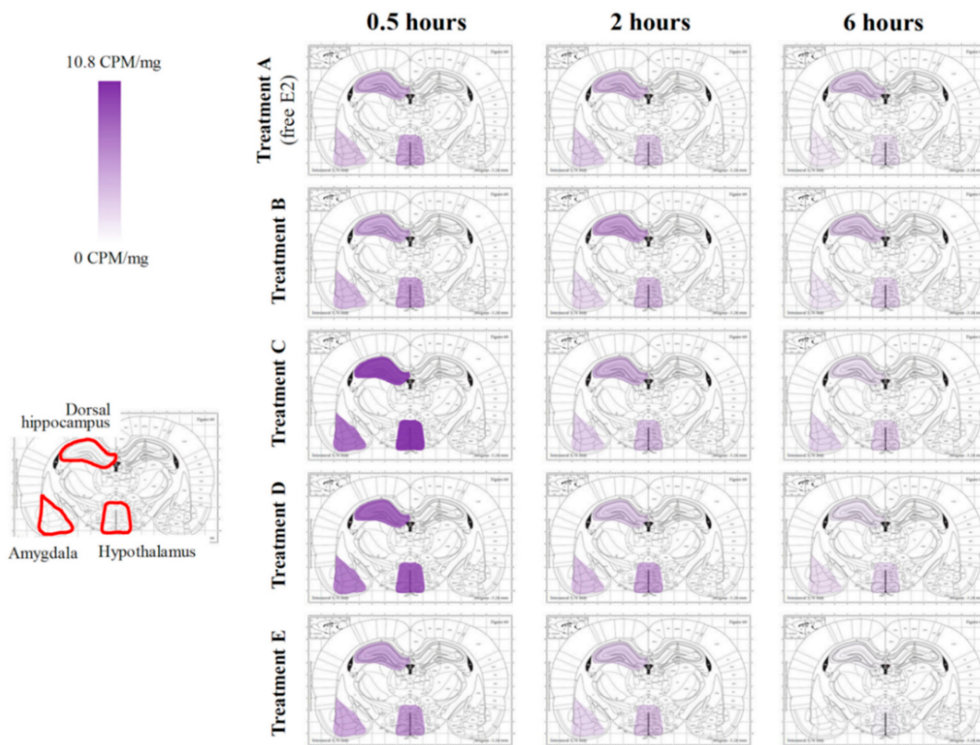 0.5 hours
2 hours
6 hours
10.8 CPM/mg
0 CPM/mg
Treatment A
(free E2)
Treatment B
Treatment C
Treatment D
Treatment E
Dorsal
hippocampus
Amygdala
Hypothalamus